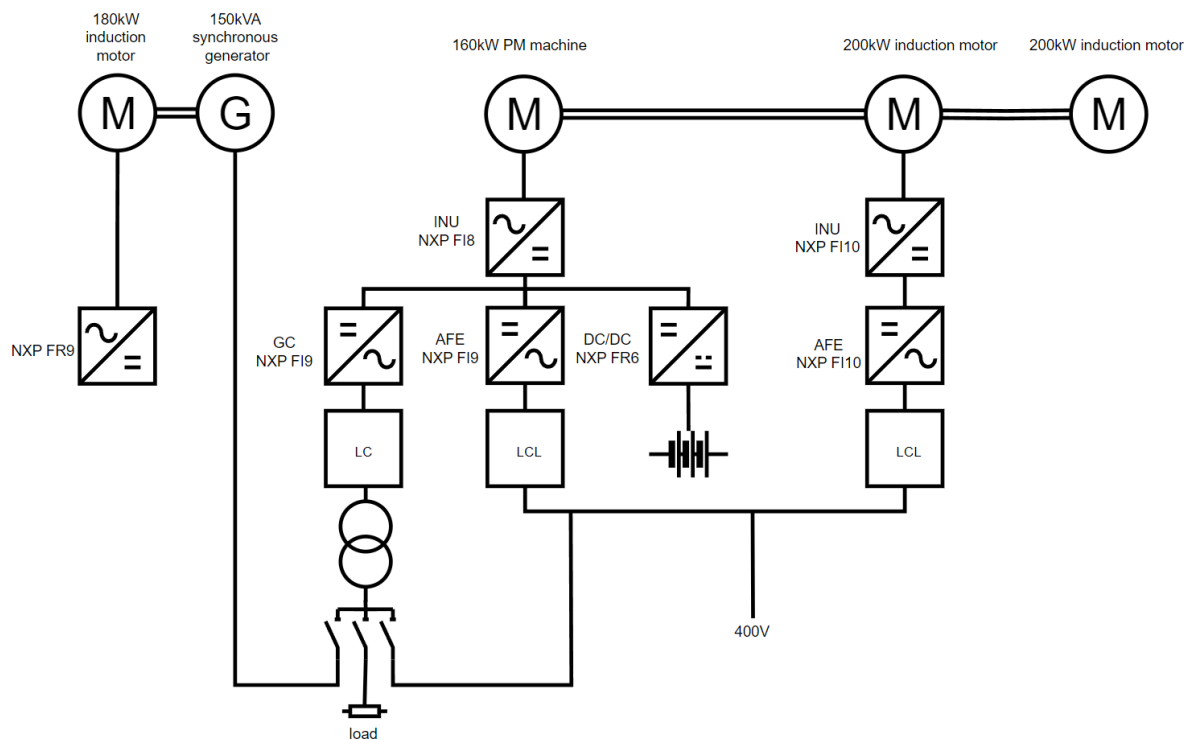 180kW
induction
motor
150kVA
synchronous
generator
160kW PM machine
200kW induction motor
200kW induction motor
M
G
M
M
M
INU
NXP FI8
INU
NXP FI10
NXP FR9
GC
NXP FI9
AFE
NXP FI9
DC/DC
NXP FR6
AFE
NXP FI10
LC
LCL
LCL
400V
load